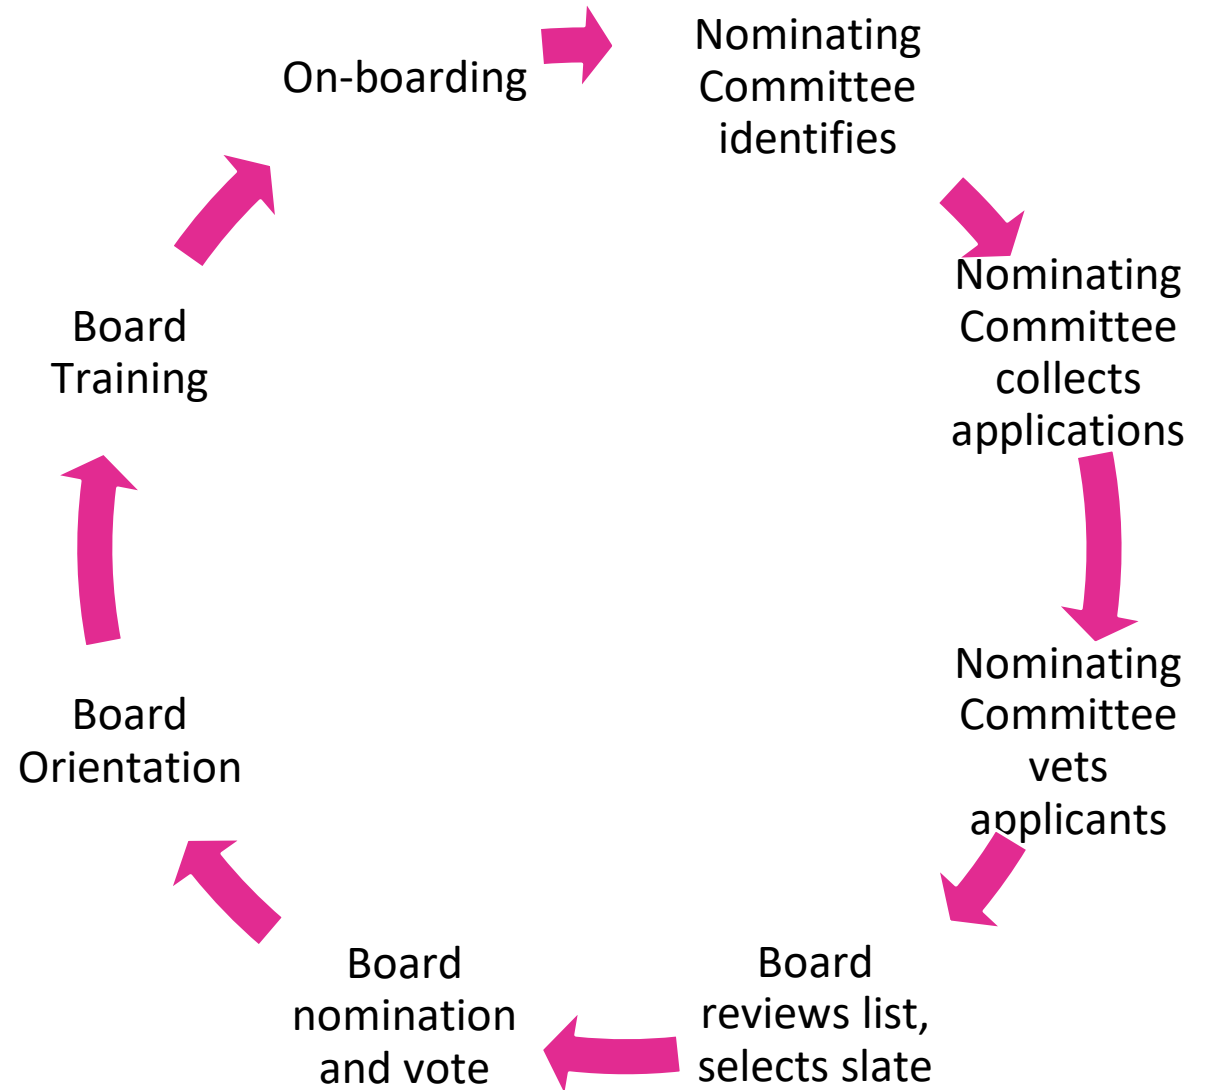 On-boarding
Nominating
Committee
identifies
Nominating
Committee
collects
applications
Nominating
Committee
vets
applicants
Board
reviews list,
selects slate
Board
nomination
and vote
Board
Orientation
Board
Training